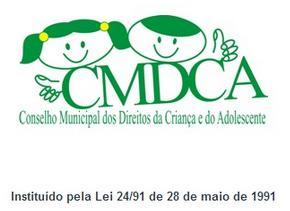 CMDCA
Conselho Municipal dos Direitos da Criança e do Adolescente
Instituído pela Lei 24/91 de 28 de maio de 1991